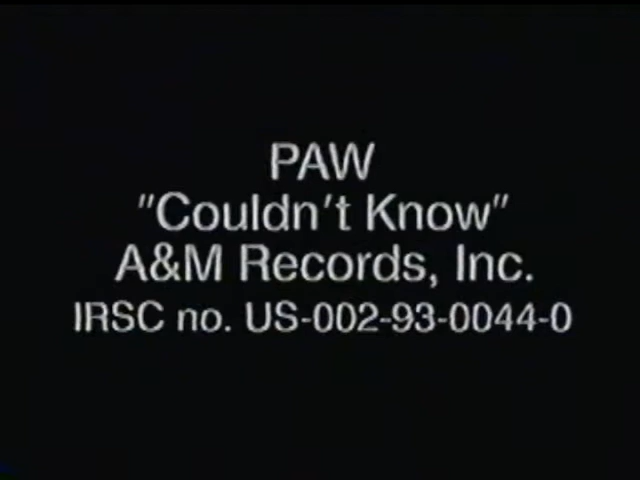 PAW
"Couldn't Know"
A&M Records, Inc.
IRSC no. US-002-93-0044-0